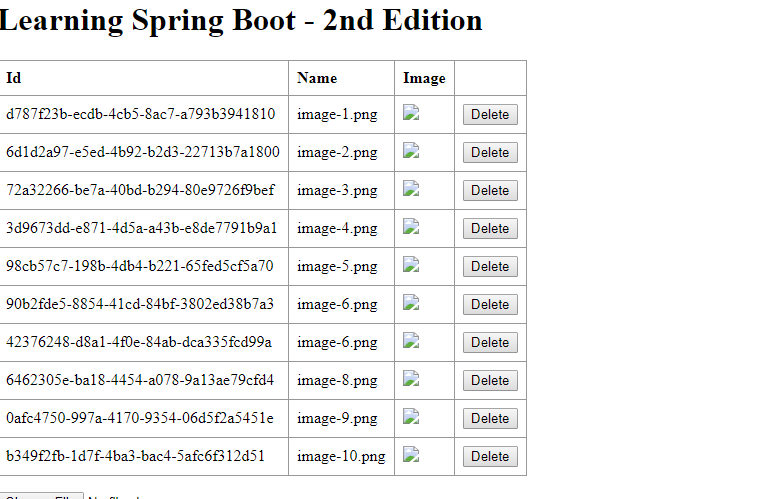 Learning Spring Boot - 2nd Edition
Id Name Image
d787f23b-ecdb-4cb5-8ac7-a793b3941810 image-1.png Delete
6d1d2a97-e5ed-4b92-b2d3-22713b7a1800 image-2.png Delete
72a32266-be7a-40bd-b294-80e9726f9bef image-3.png Delete
3d9673dd-e871-4d5a-a43b-e8de7791b9a1 image-4.png Delete
98cb57c7-198b-4db4-b221-65fed5cf5a70 image-5.png Delete
90b2fde5-8854-41cd-84bf-3802ed38b7a3 image-6.png Delete
42376248-d8a1-4f0e-84ab-dca335fcd99a image-6.png Delete
6462305e-ba18-4454-a078-9a13ae79cfd4 image-8.png Delete
0afc4750-997a-4170-9354-06d5f2a5451e image-9.png Delete
b349f2fb-1d7f-4ba3-bac4-5afc6f312d51 image-10.png Delete